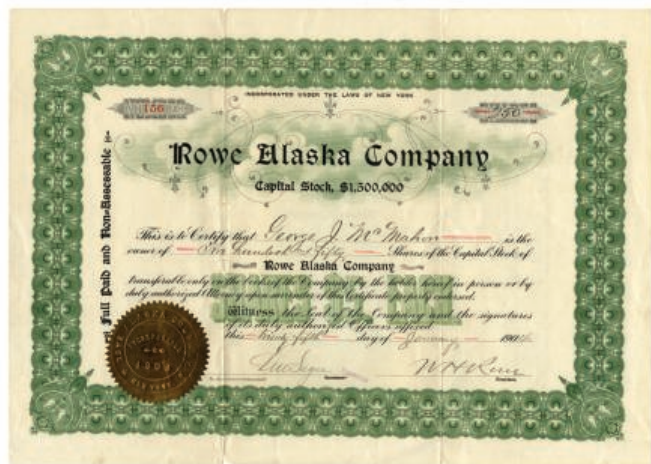 INCORPORATED UNDER THE LAWS OF NEW YORK
156
Rowe Alaska Company
Capital Stock, $1,500,000
Full Paid and Non-Assessable
This is to Certify that George J McMahon is the
owner of hundred fifty Shares of the Capital Stock of
Rowe Alaska Company
transferable only on the books of the Company by the holder hereof in person or by
duly authorized Attorney upon surrender of this Certificate properly endorsed.
Witness the Seal of the Company and the signatures
of its duly authorized Officers affixed
this day of January 190